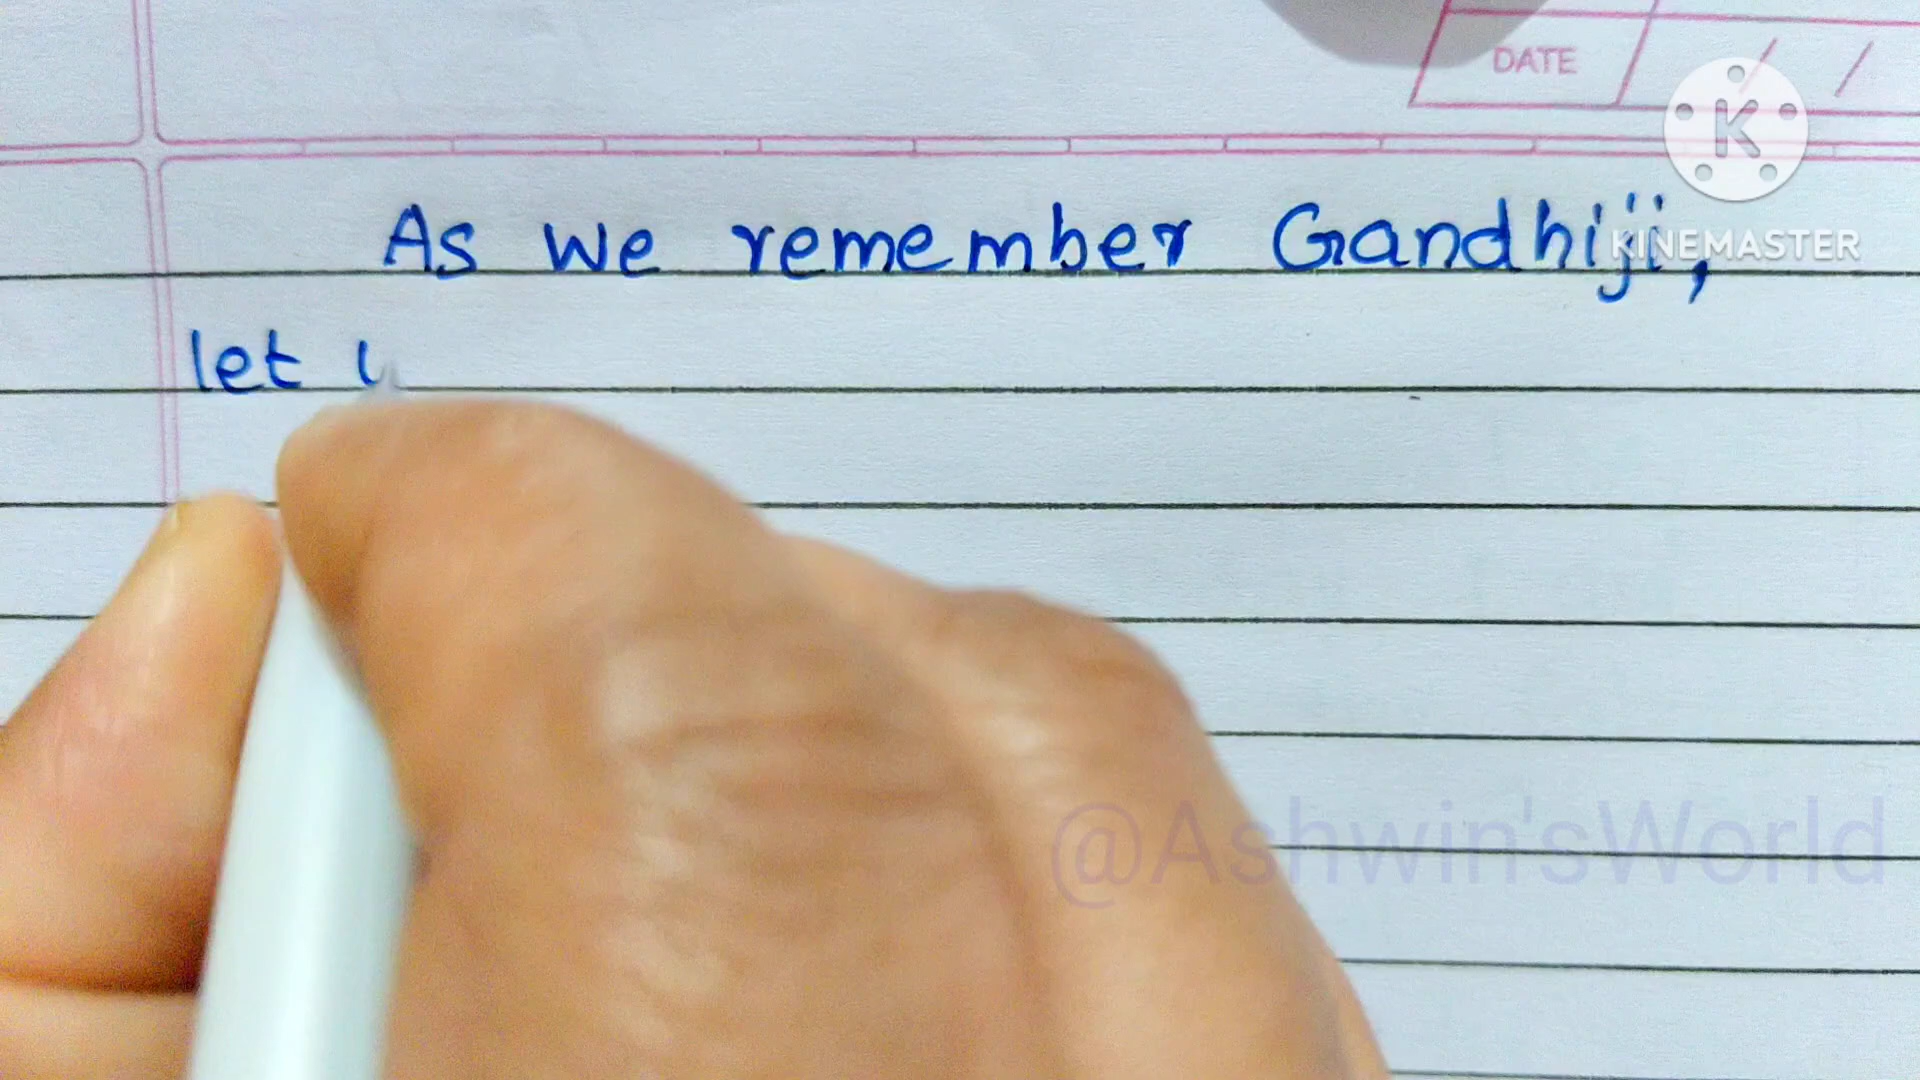 DATE / /
K
As we remember Gandhiji,
KINEMASTER
let u
@Ashwin'sWorld